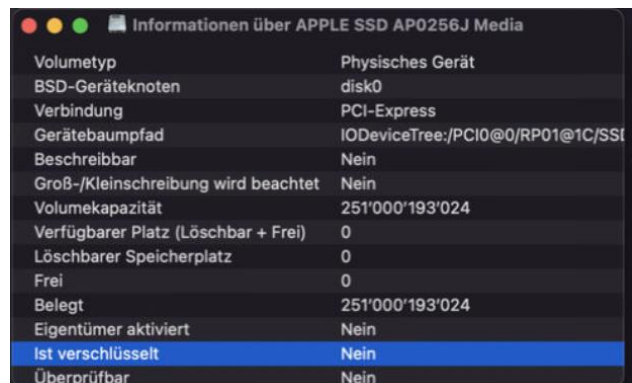 Informationen über APPLE SSD AP0256J Media
Volumetyp Physisches Gerät
BSD-Geräteknoten disk0
Verbindung PCI-Express
Gerätebaumpfad IODeviceTree:/PCI0@0/RP01@1C/SSD
Beschreibbar Nein
Groß-/Kleinschreibung wird beachtet Nein
Volumekapazität 251’000’193’024
Verfügbarer Platz (Löschbar + Frei) 0
Löschbarer Speicherplatz 0
Frei 0
Belegt 251’000’193’024
Eigentümer aktiviert Nein
Ist verschlüsselt Nein
Überprüfbar Nein